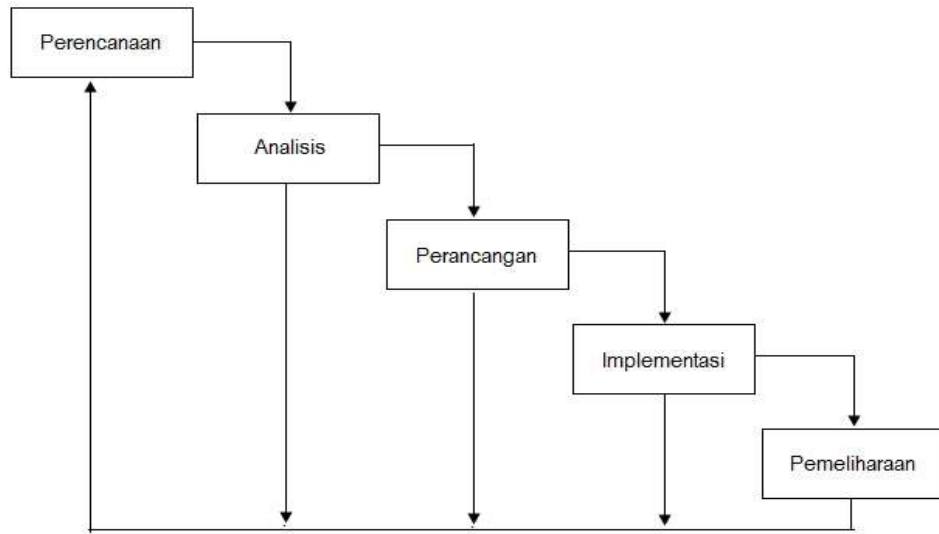 Perencanaan
Analisis
Perancangan
Implementasi
Pemeliharaan